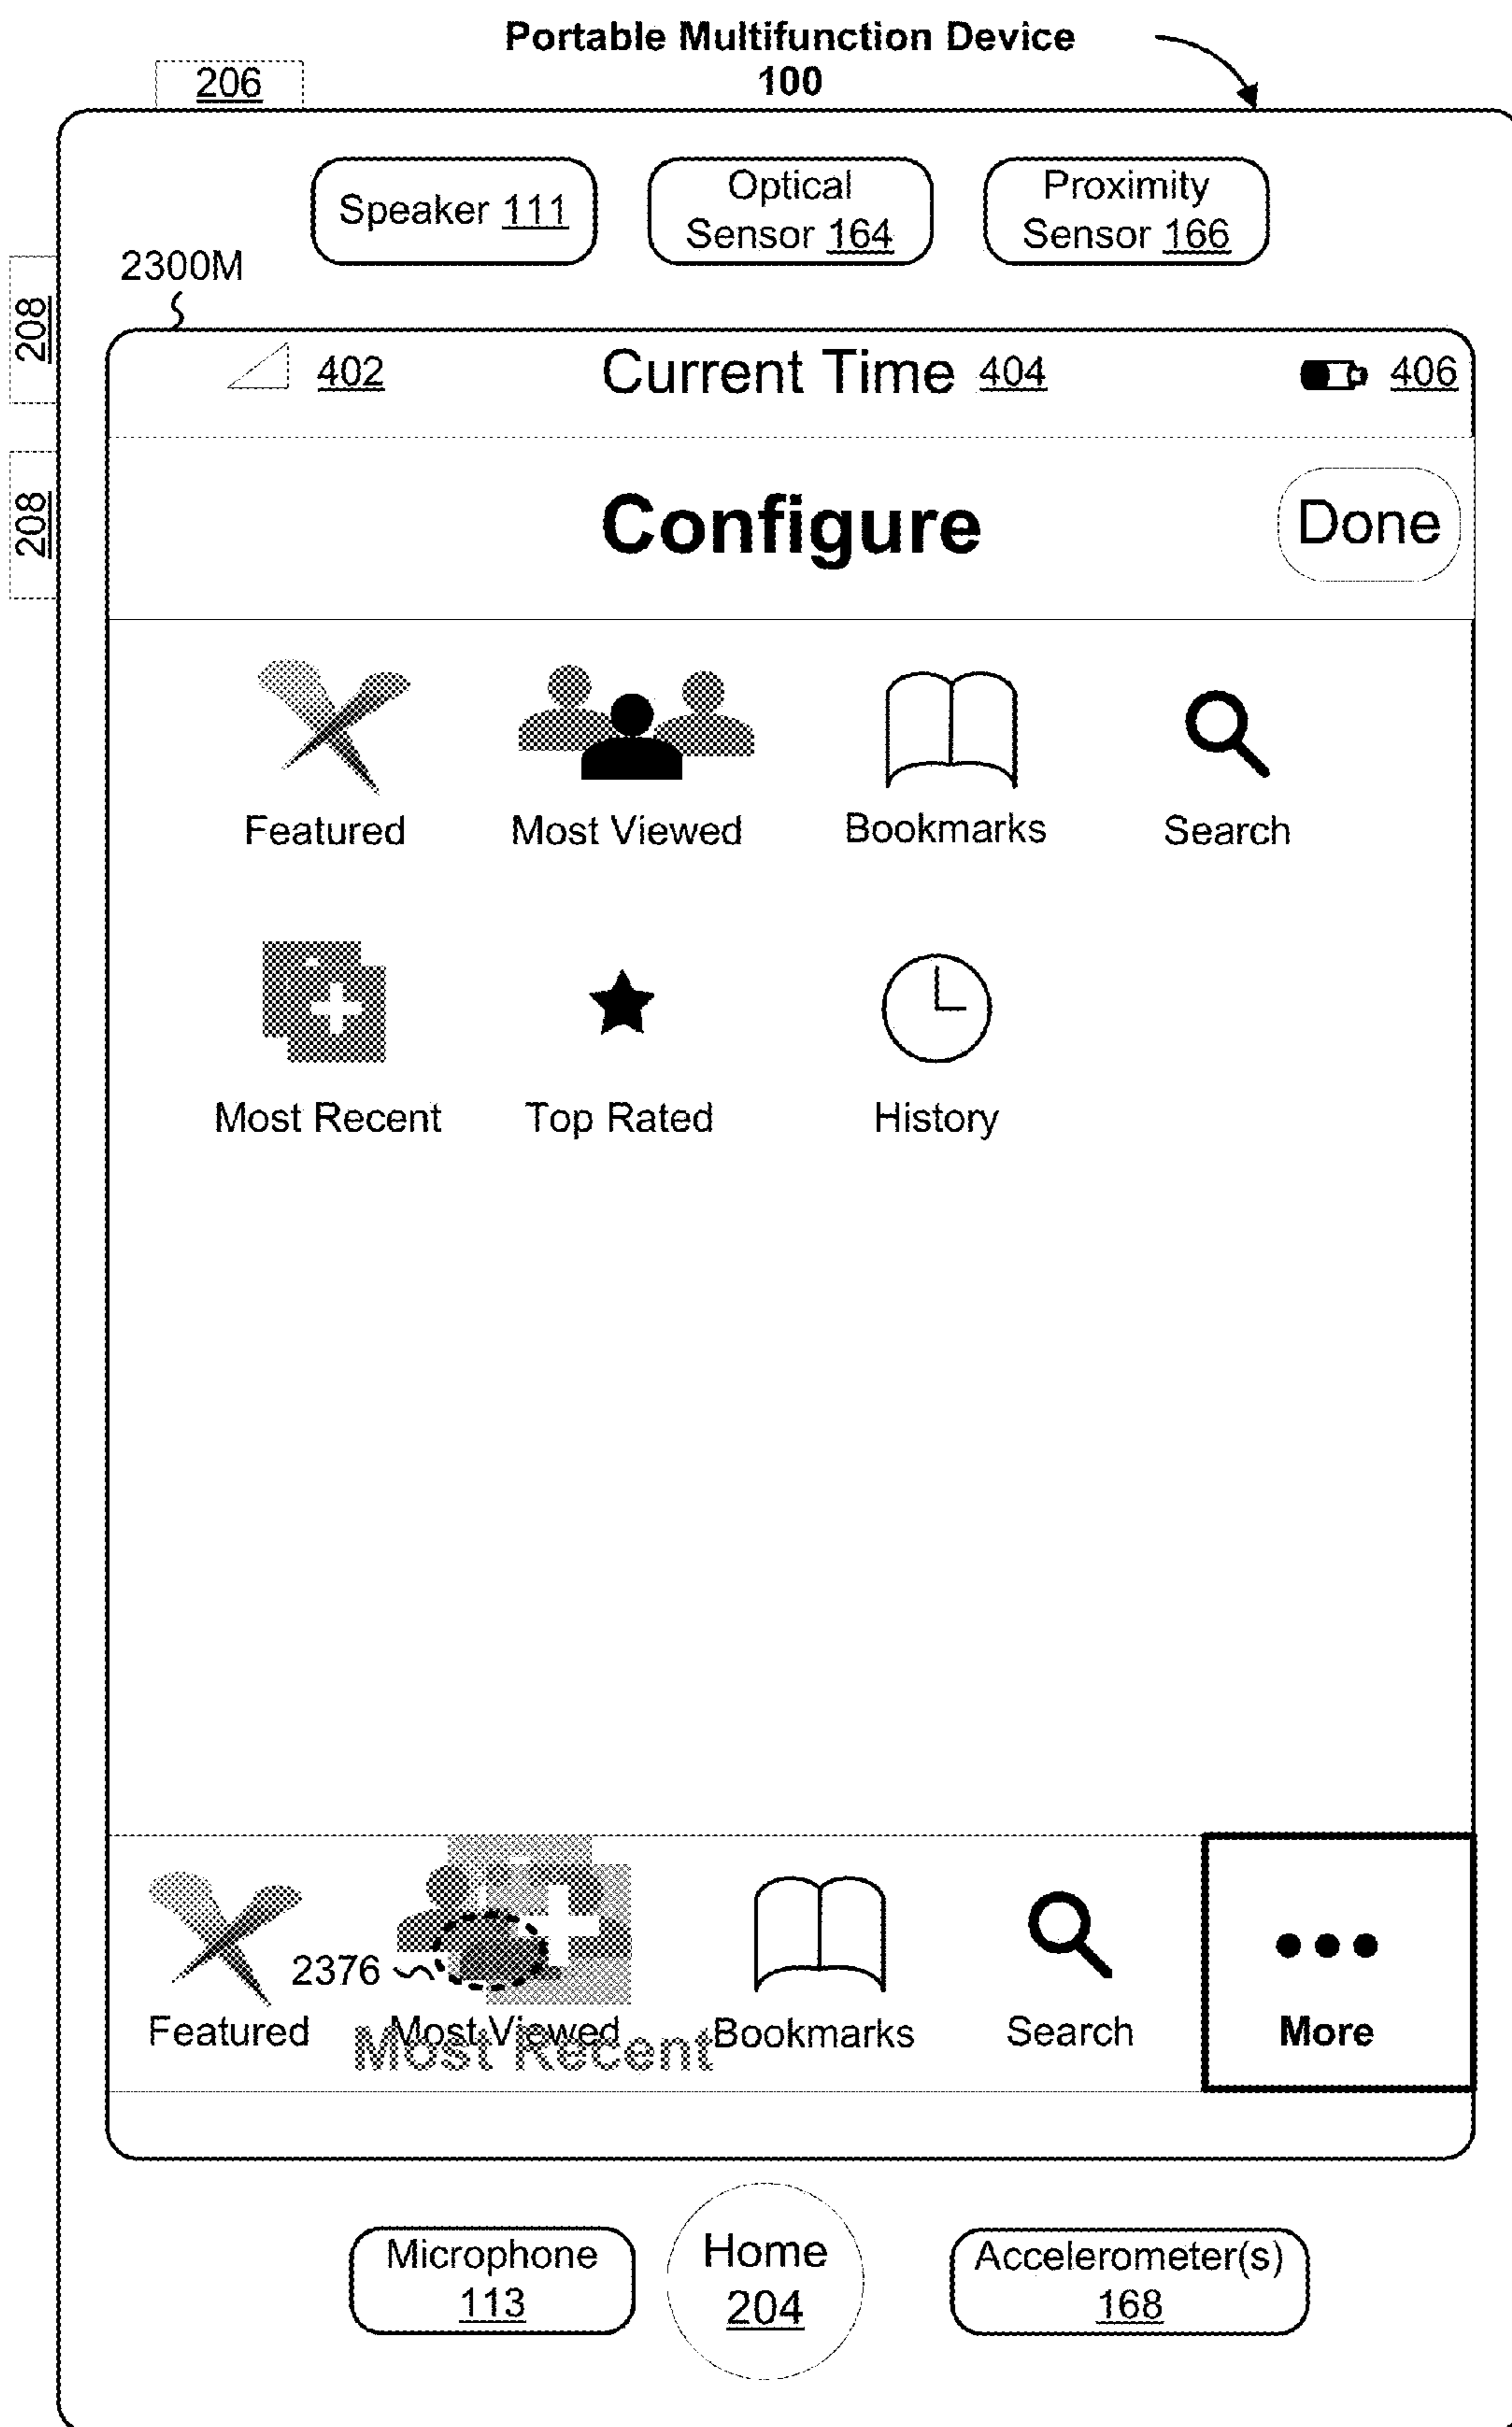 Portable Multifunction Device
100
206
Speaker 111
Optical
Sensor 164
Proximity
Sensor 166
2300M
208
402
Current Time 404
406
208
Configure
Done
Featured
Most Viewed
Bookmarks
Search
Most Recent
Top Rated
History
2376
Featured
Most Viewed
Most Recent
Bookmarks
Search
More
Microphone
113
Home
204
Accelerometer(s)
168